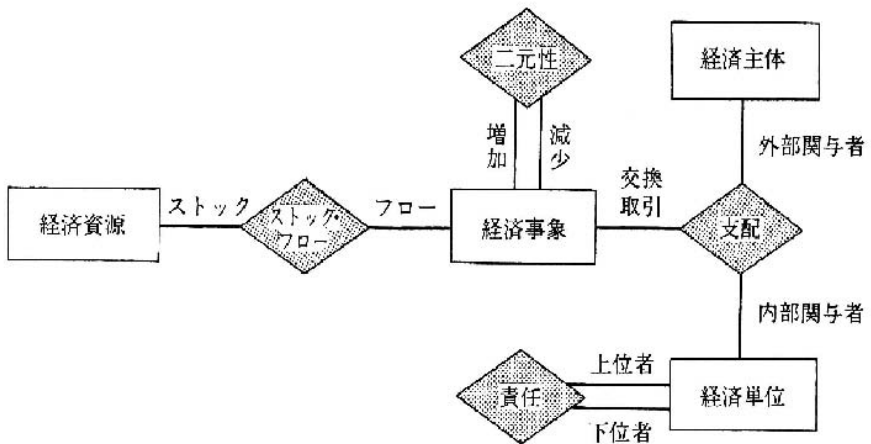 二元性
経済主体
増加
減少
外部関与者
交換
取引
ストック
ストック・
フロー
フロー
経済資源
経済事象
支配
内部関与者
上位者
責任
経済単位
下位者